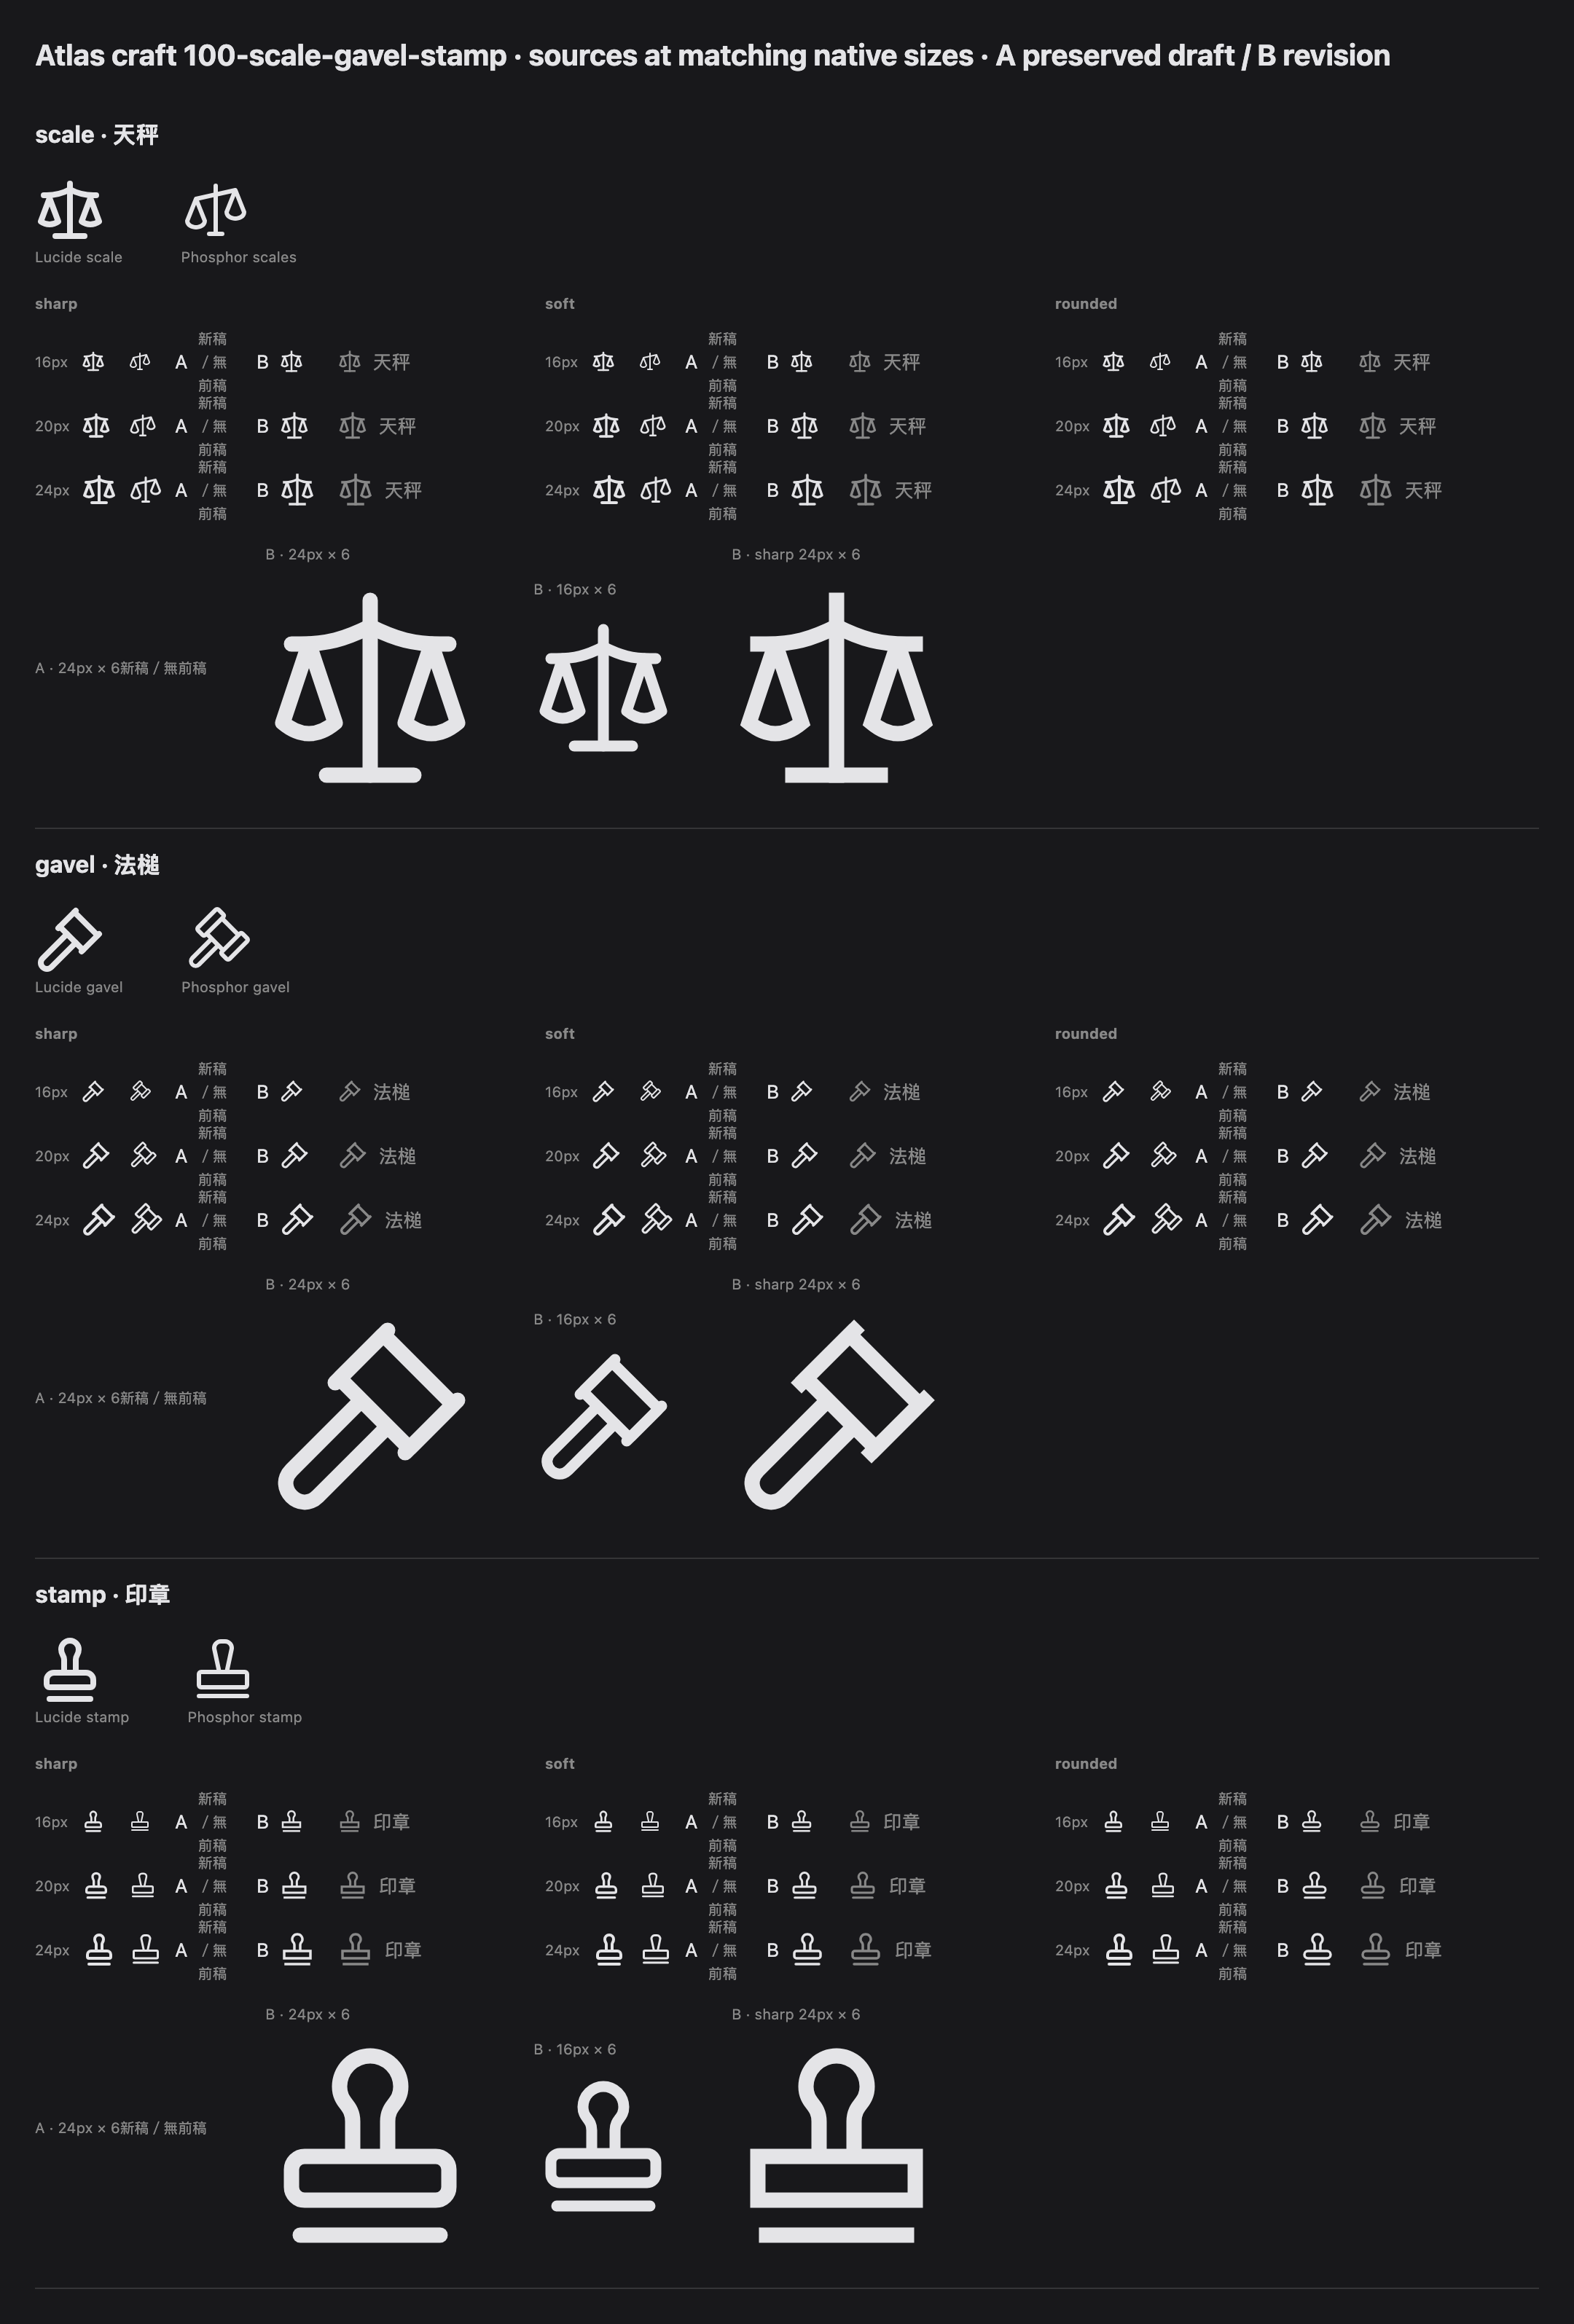 Atlas craft 100-scale-gavel-stamp · sources at matching native sizes · A preserved draft / B revision
scale · 天秤
Lucide scale
Phosphor scales
sharp
soft
rounded
16px A 新稿 / 無前稿 B 天秤
16px A 新稿 / 無前稿 B 天秤
16px A 新稿 / 無前稿 B 天秤
20px A 新稿 / 無前稿 B 天秤
20px A 新稿 / 無前稿 B 天秤
20px A 新稿 / 無前稿 B 天秤
24px A 新稿 / 無前稿 B 天秤
24px A 新稿 / 無前稿 B 天秤
24px A 新稿 / 無前稿 B 天秤
A · 24px × 6新稿 / 無前稿
B · 24px × 6
B · 16px × 6
B · sharp 24px × 6
gavel · 法槌
Lucide gavel
Phosphor gavel
sharp
soft
rounded
16px A 新稿 / 無前稿 B 法槌
16px A 新稿 / 無前稿 B 法槌
16px A 新稿 / 無前稿 B 法槌
20px A 新稿 / 無前稿 B 法槌
20px A 新稿 / 無前稿 B 法槌
20px A 新稿 / 無前稿 B 法槌
24px A 新稿 / 無前稿 B 法槌
24px A 新稿 / 無前稿 B 法槌
24px A 新稿 / 無前稿 B 法槌
A · 24px × 6新稿 / 無前稿
B · 24px × 6
B · 16px × 6
B · sharp 24px × 6
stamp · 印章
Lucide stamp
Phosphor stamp
sharp
soft
rounded
16px A 新稿 / 無前稿 B 印章
16px A 新稿 / 無前稿 B 印章
16px A 新稿 / 無前稿 B 印章
20px A 新稿 / 無前稿 B 印章
20px A 新稿 / 無前稿 B 印章
20px A 新稿 / 無前稿 B 印章
24px A 新稿 / 無前稿 B 印章
24px A 新稿 / 無前稿 B 印章
24px A 新稿 / 無前稿 B 印章
A · 24px × 6新稿 / 無前稿
B · 24px × 6
B · 16px × 6
B · sharp 24px × 6